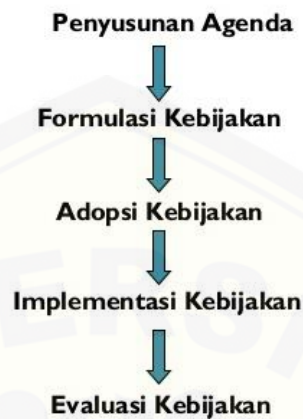 Penyusunan Agenda
Formulasi Kebijakan
Adopsi Kebijakan
Implementasi Kebijakan
Evaluasi Kebijakan